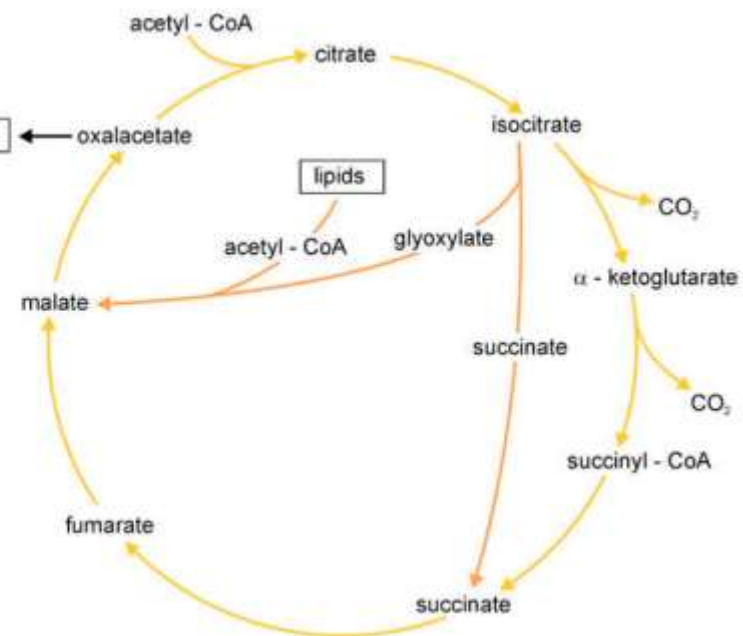 acetyl - CoA
citrate
oxalacetate
isocitrate
lipids
CO₂
acetyl - CoA
glyoxylate
α - ketoglutarate
malate
succinate
CO₂
succinyl - CoA
fumarate
succinate